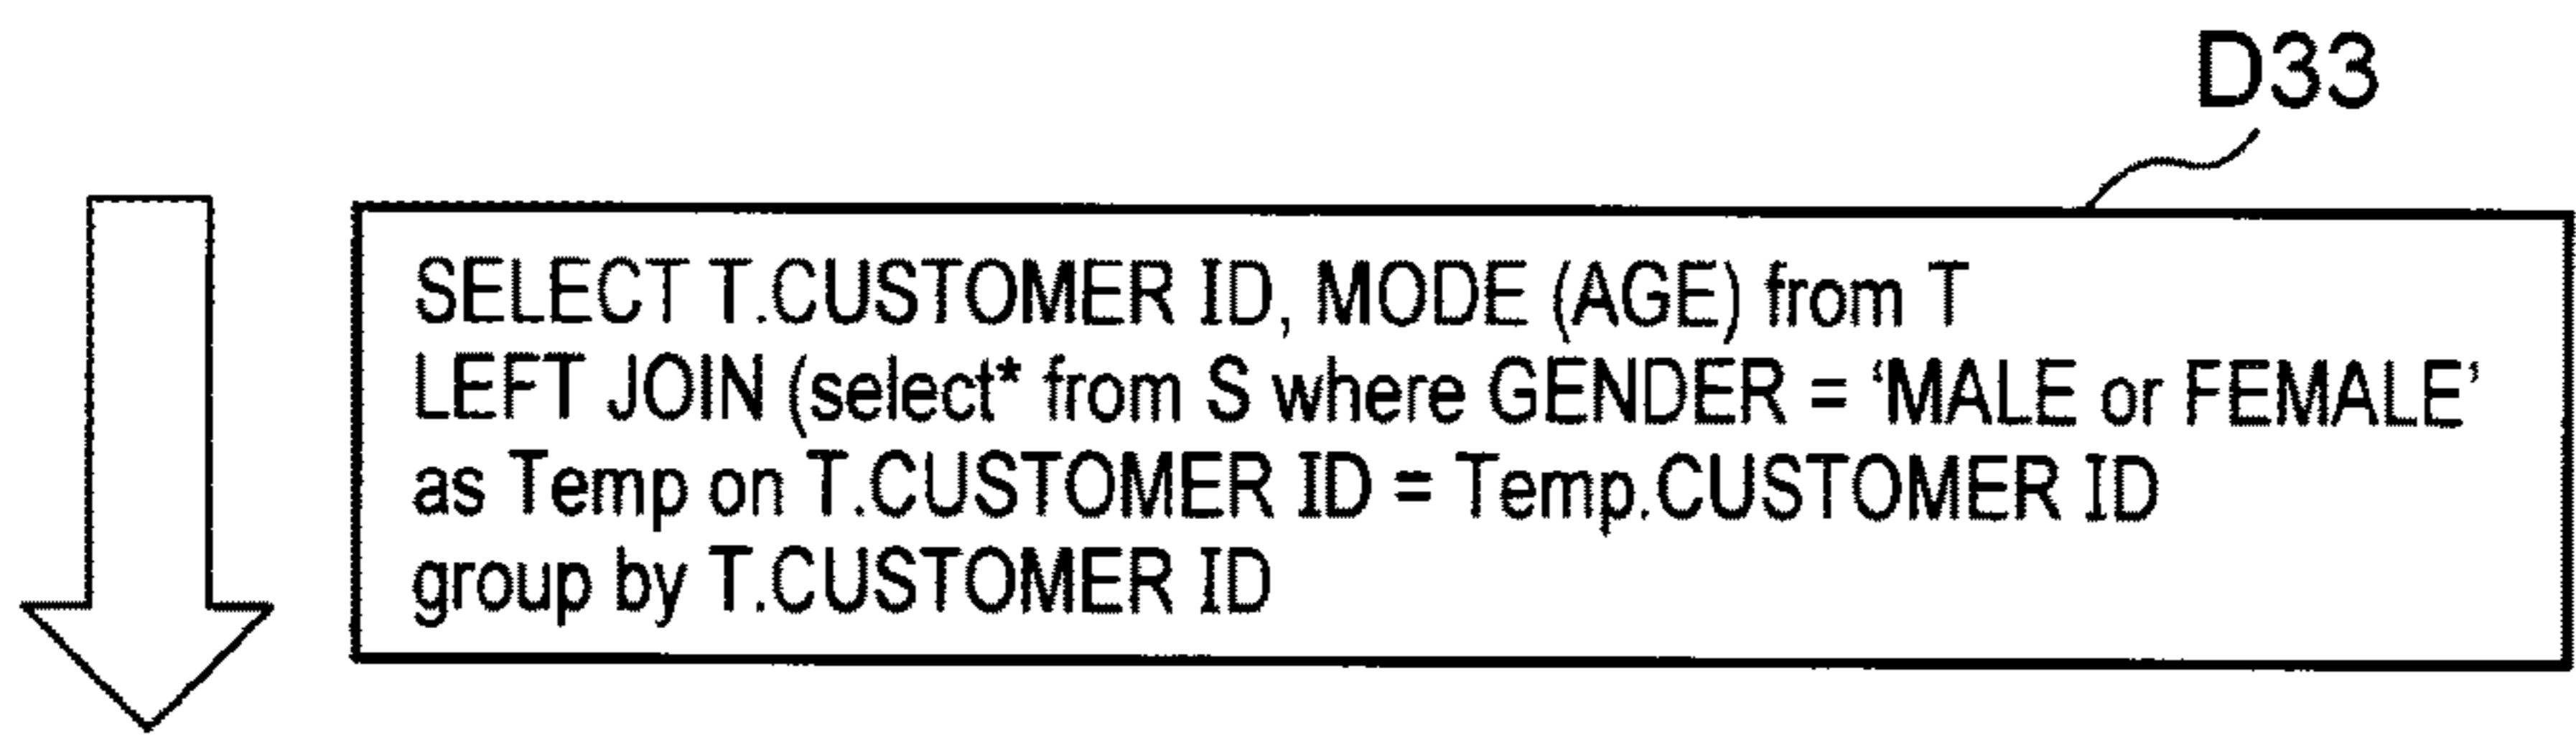 D33
SELECT T.CUSTOMER ID, MODE (AGE) from T
LEFT JOIN (select* from S where GENDER = ‘MALE or FEMALE’
as Temp on T.CUSTOMER ID = Temp.CUSTOMER ID
group by T.CUSTOMER ID